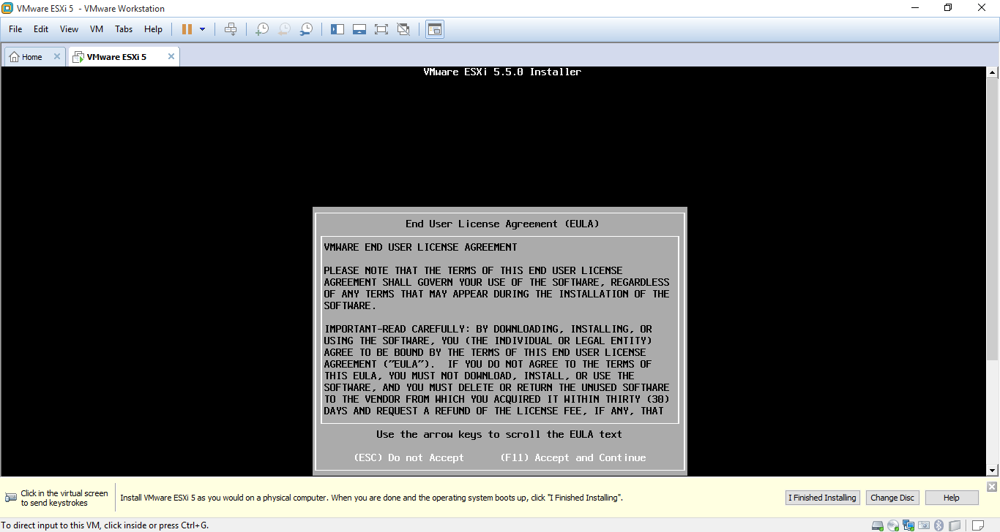 VMware ESXi 5 - VMware Workstation
File Edit View VM Tabs Help
Home VMware ESXi 5
VMware ESXi 5.5.0 Installer
End User License Agreement (EULA)
VMWARE END USER LICENSE AGREEMENT
PLEASE NOTE THAT THE TERMS OF THIS END USER LICENSE
AGREEMENT SHALL GOVERN YOUR USE OF THE SOFTWARE, REGARDLESS
OF ANY TERMS THAT MAY APPEAR DURING THE INSTALLATION OF THE
SOFTWARE.
IMPORTANT-READ CAREFULLY: BY DOWNLOADING, INSTALLING, OR
USING THE SOFTWARE, YOU (THE INDIVIDUAL OR LEGAL ENTITY)
AGREE TO BE BOUND BY THE TERMS OF THIS END USER LICENSE
AGREEMENT ("EULA"). IF YOU DO NOT AGREE TO THE TERMS OF
THIS EULA, YOU MUST NOT DOWNLOAD, INSTALL, OR USE THE
SOFTWARE, AND YOU MUST DELETE OR RETURN THE UNUSED SOFTWARE
TO THE VENDOR FROM WHICH YOU ACQUIRED IT WITHIN THIRTY (30)
DAYS AND REQUEST A REFUND OF THE LICENSE FEE, IF ANY, THAT
Use the arrow keys to scroll the EULA text
(ESC) Do not Accept (F11) Accept and Continue
Click in the virtual screen
to send keystrokes
Install VMware ESXi 5 as you would on a physical computer. When you are done and the operating system boots up, click "I Finished Installing".
I Finished Installing Change Disc Help
To direct input to this VM, click inside or press Ctrl+G.